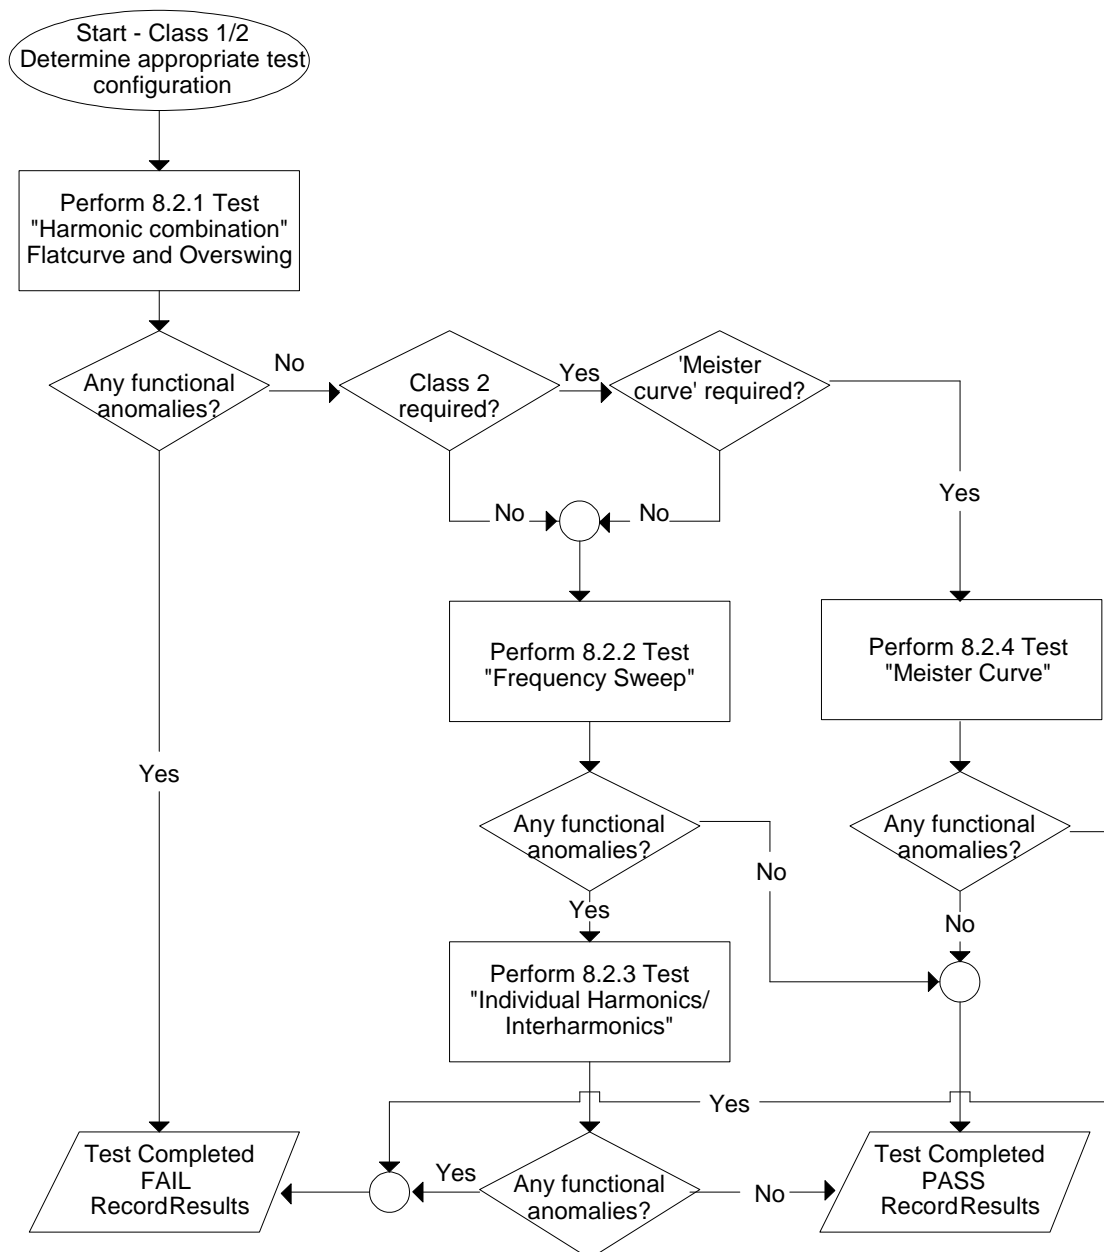 Start - Class 1/2
Determine appropriate test
configuration
Perform 8.2.1 Test
"Harmonic combination"
Flatcurve and Overswing
Any functional
anomalies?
No
Class 2
required?
Yes
'Meister
curve' required?
No
No
Yes
Perform 8.2.2 Test
"Frequency Sweep"
Perform 8.2.4 Test
"Meister Curve"
Yes
Any functional
anomalies?
No
Any functional
anomalies?
Yes
No
Perform 8.2.3 Test
"Individual Harmonics/
Interharmonics"
Yes
Test Completed
FAIL
RecordResults
Yes
Any functional
anomalies?
No
Test Completed
PASS
RecordResults